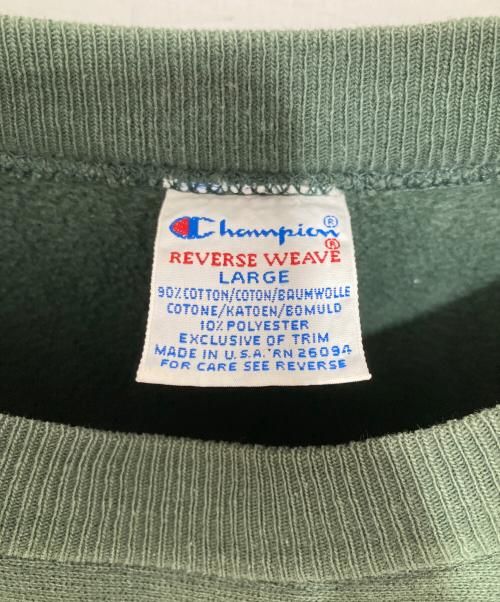 Champion®
REVERSE WEAVE®
LARGE
90% COTTON/COTON/BAUMWOLLE
COTONE/KATOEN/BOMULD
10% POLYESTER
EXCLUSIVE OF TRIM
MADE IN U.S.A. RN 26094
FOR CARE SEE REVERSE